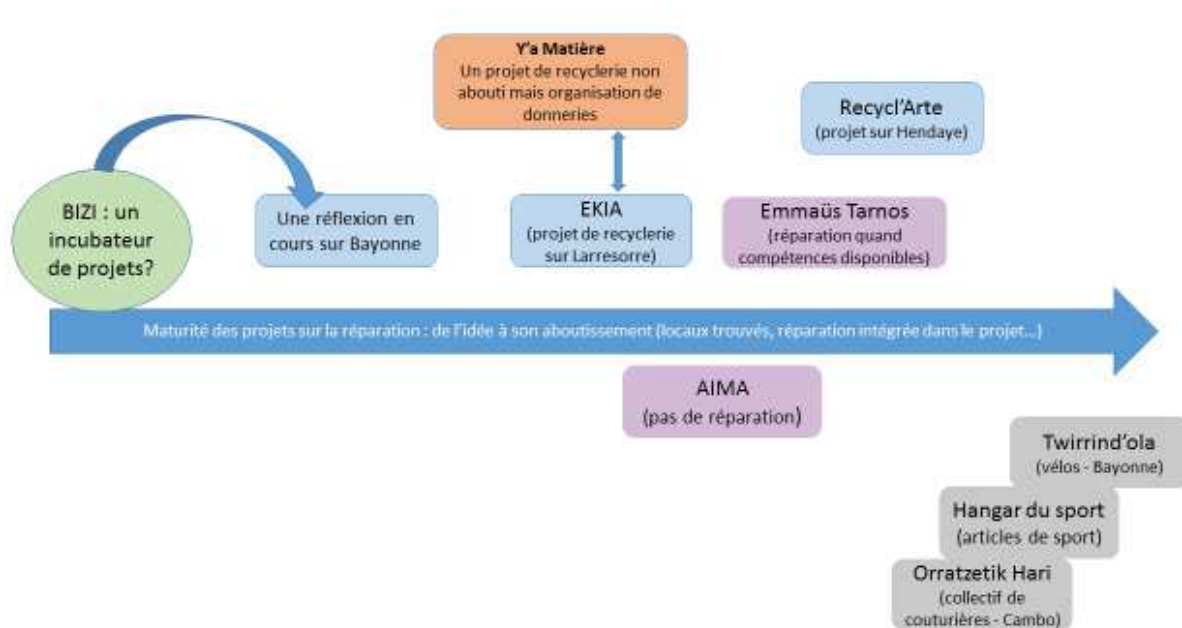 Y'a Matière
Un projet de recyclerie non
abouti mais organisation de
donneries
Recycl'Arte
(projet sur Hendaye)
BIZI : un
incubateur
de projets?
Une réflexion en
cours sur Bayonne
EKIA
(projet de recyclerie
sur Larresorre)
Emmaüs Tarnos
(réparation quand
compétences disponibles)
Maturité des projets sur la réparation : de l'idée à son aboutissement (locaux trouvés, réparation intégrée dans le projet...)
AIMA
(pas de réparation)
Twirrind'ola
(vélos - Bayonne)
Hangar du sport
(articles de sport)
Orratzetik Hari
(collectif de
couturières - Cambo)